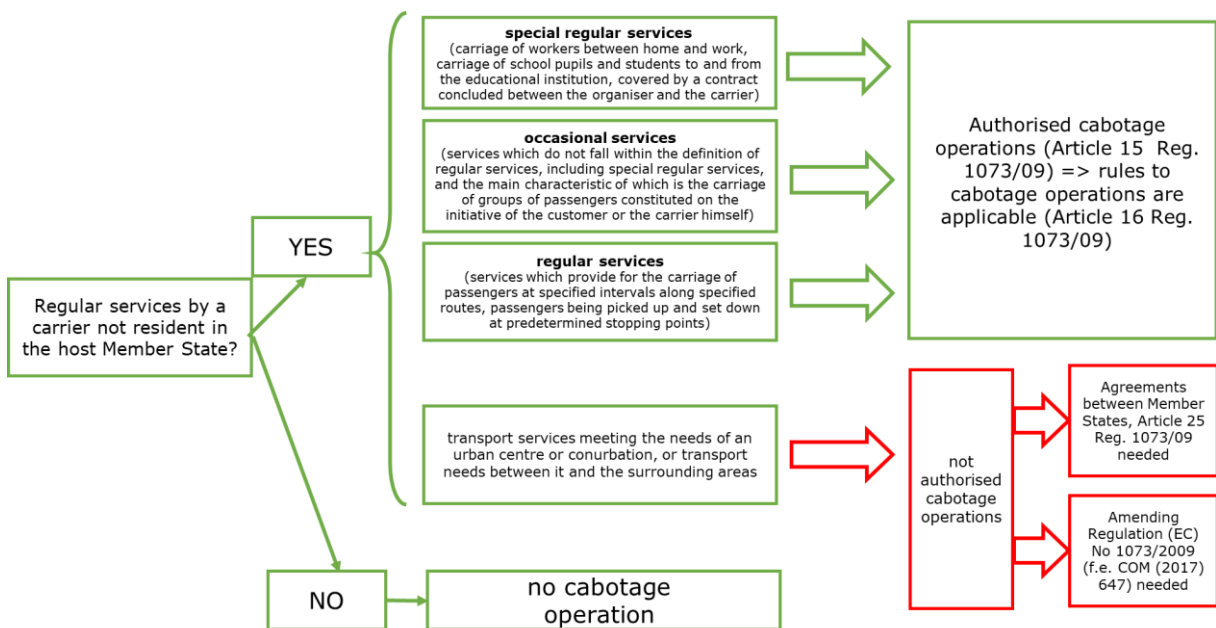 Regular services by a
carrier not resident in
the host Member State?
YES
special regular services
(carriage of workers between home and work,
carriage of school pupils and students to and from
the educational institution, covered by a contract
concluded between the organiser and the carrier)
occasional services
(services which do not fall within the definition of
regular services, including special regular services,
and the main characteristic of which is the carriage
of groups of passengers constituted on the
initiative of the customer or the carrier himself)
regular services
(services which provide for the carriage of
passengers at specified intervals along specified
routes, passengers being picked up and set down
at predetermined stopping points)
Authorised cabotage
operations (Article 15 Reg.
1073/09) => rules to
cabotage operations are
applicable (Article 16 Reg.
1073/09)
transport services meeting the needs of an
urban centre or conurbation, or transport
needs between it and the surrounding areas
not
authorised
cabotage
operations
Agreements
between Member
States, Article 25
Reg. 1073/09
needed
Amending
Regulation (EC)
No 1073/2009
(f.e. COM (2017)
647) needed
NO
no cabotage
operation